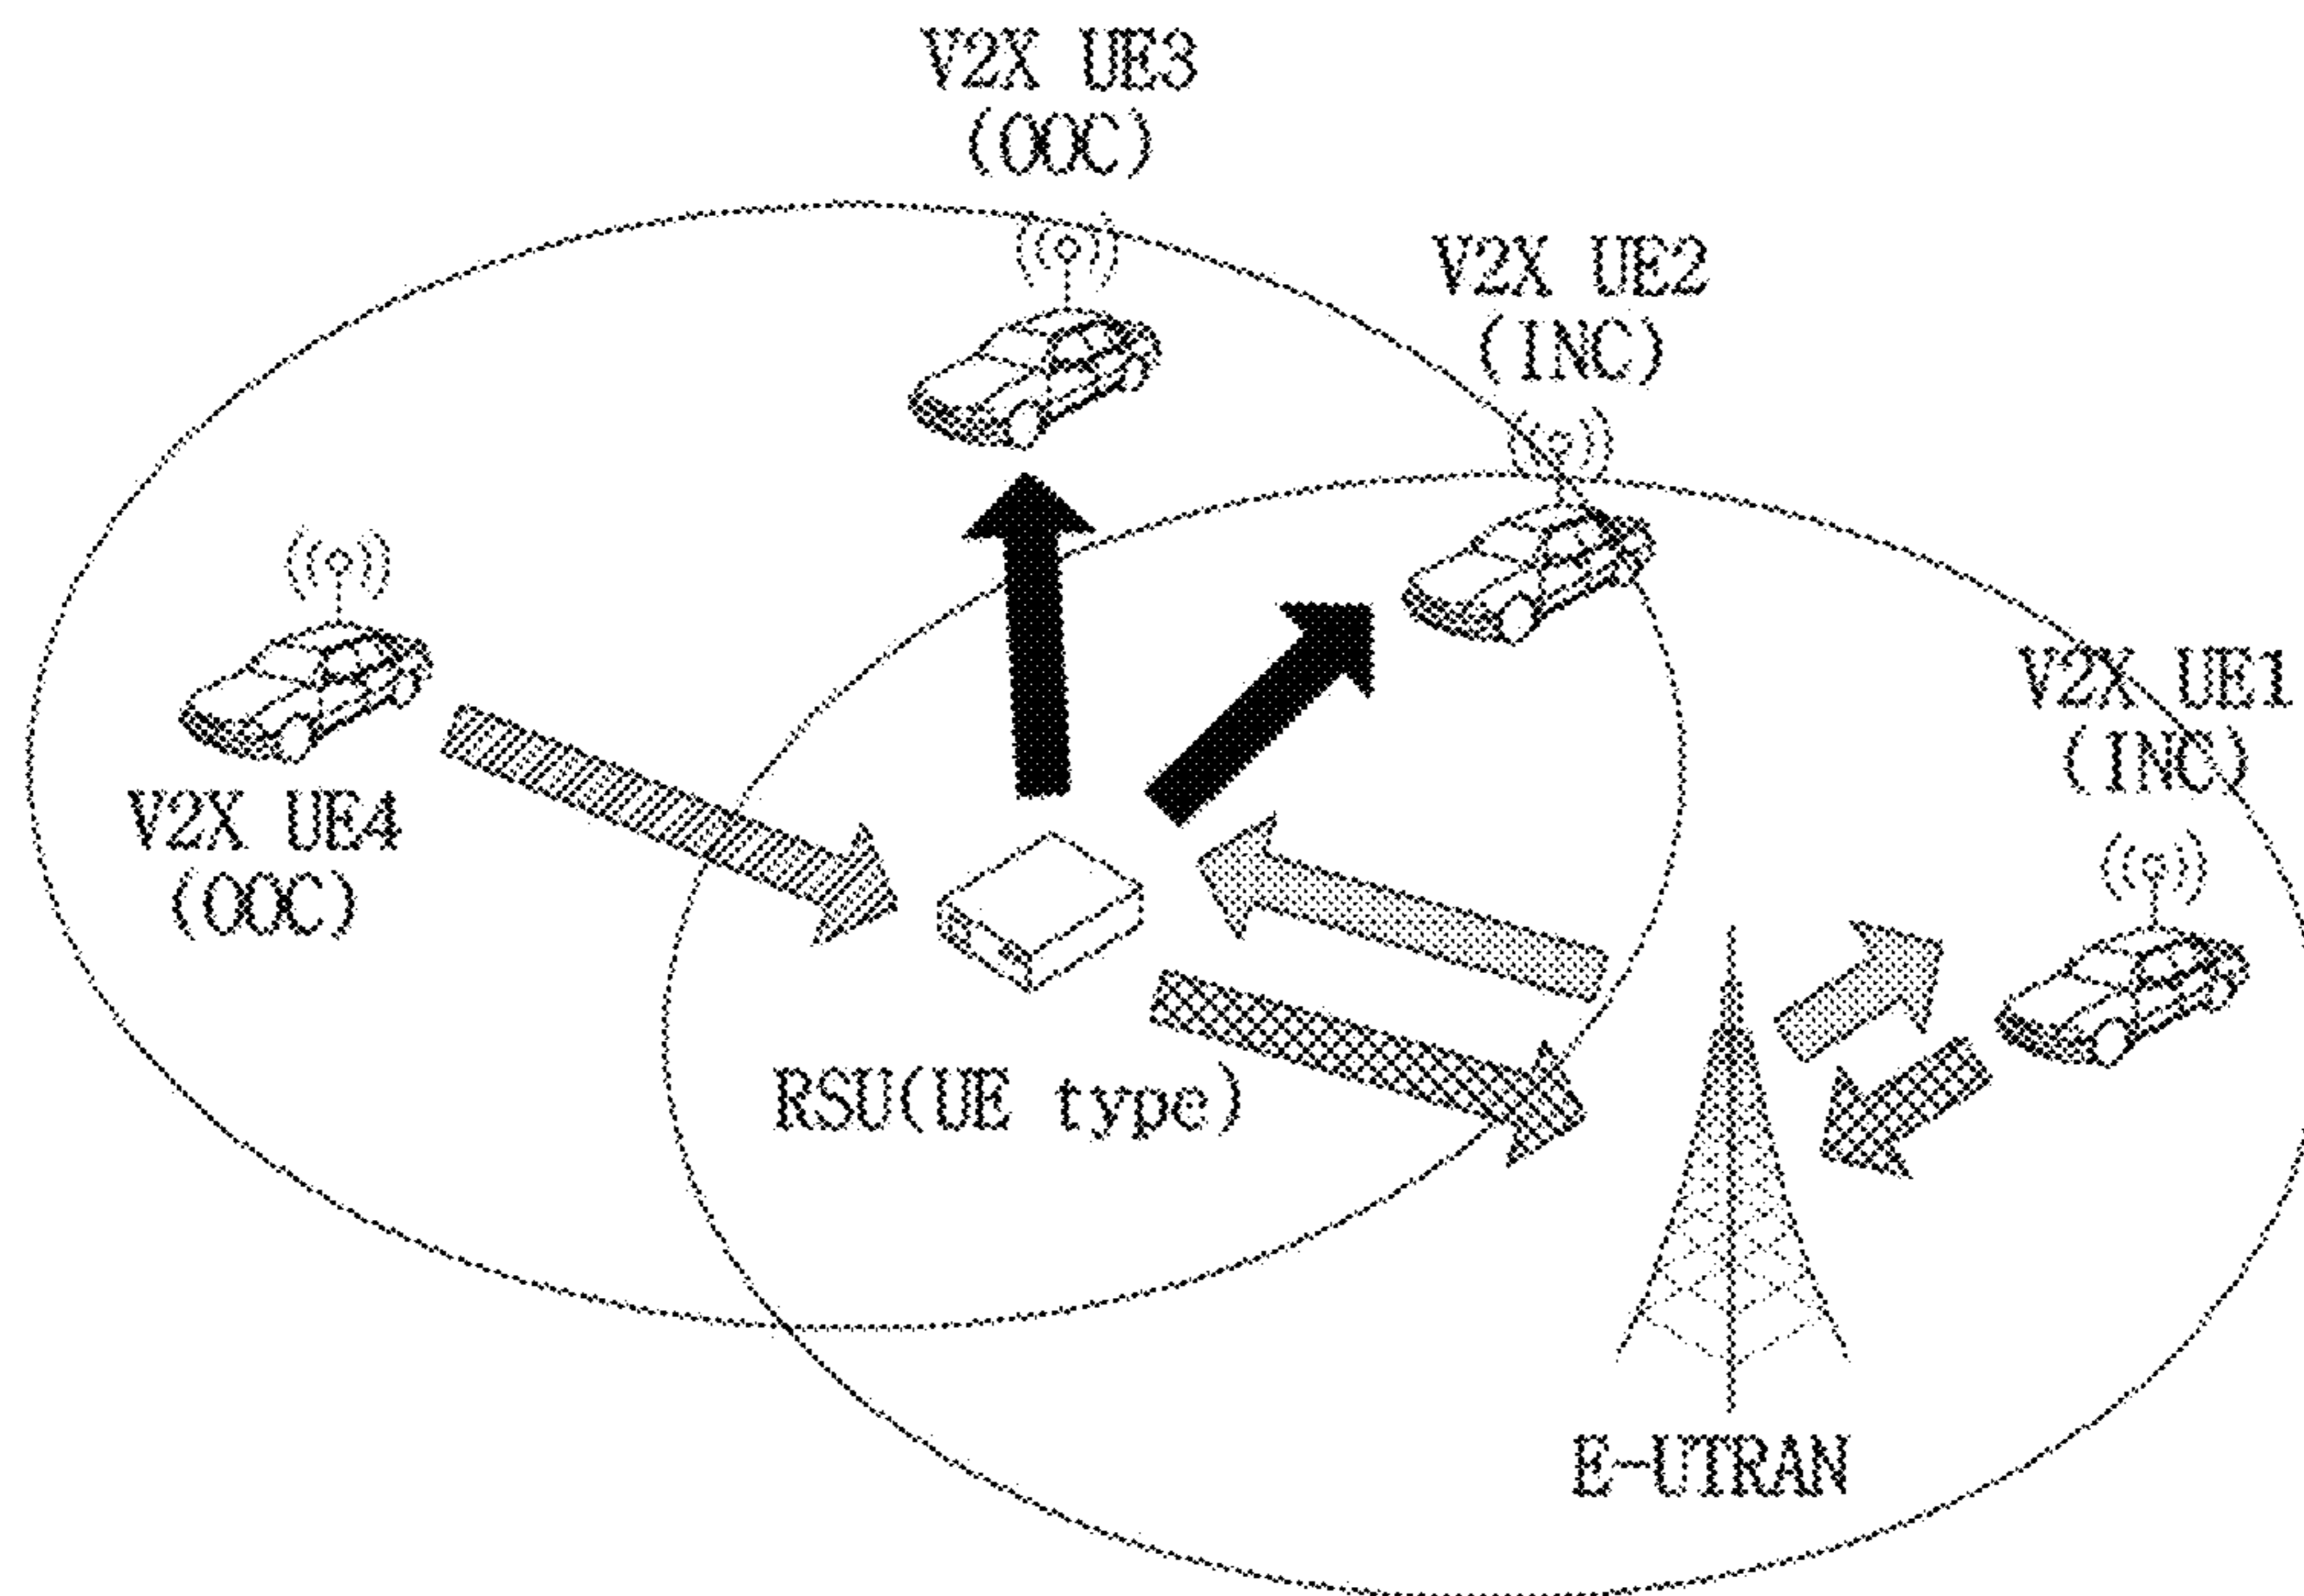 V2X UE3
(OOC)
V2X UE2
(INC)
V2X UE1
(INC)
V2X UE4
(OOC)
RSU(UE type)
E-UTRAN